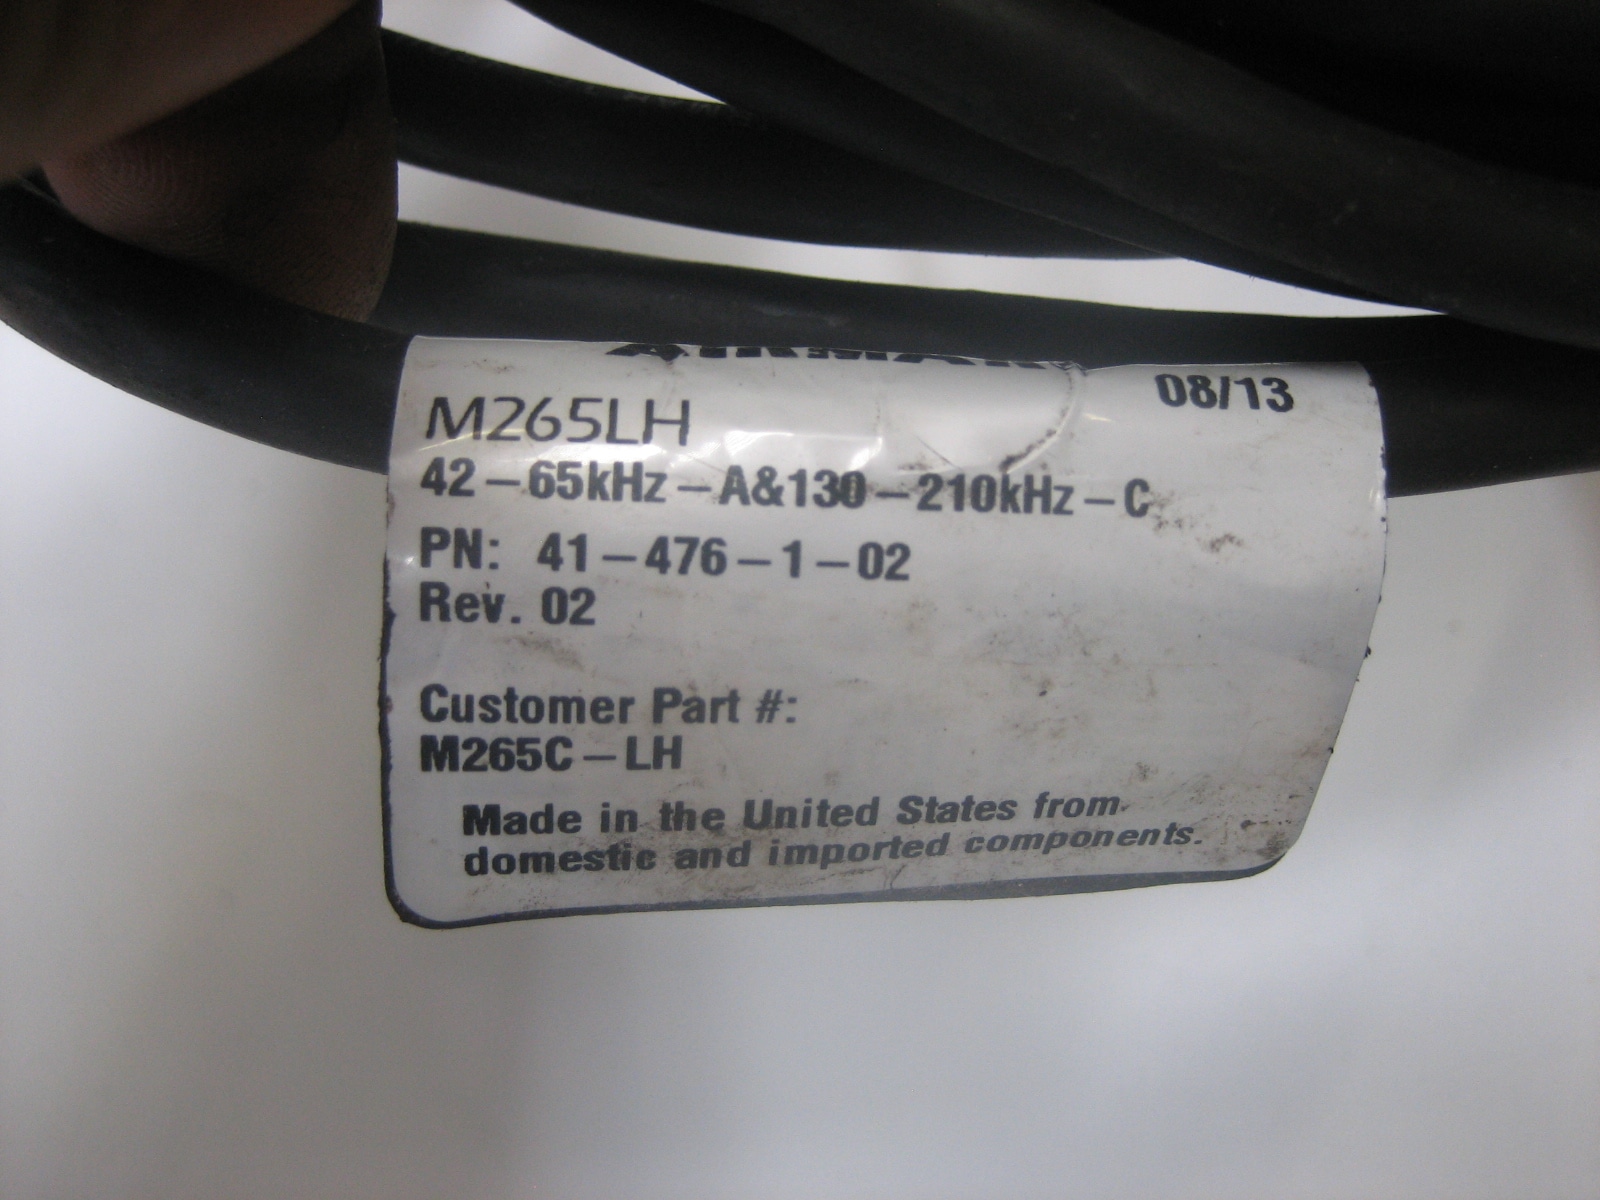 AIRMAR
08/13
M265LH
42-65kHz-A&130-210kHz-C
PN: 41-476-1-02
Rev. 02
Customer Part #:
M265C-LH
Made in the United States from
domestic and imported components.